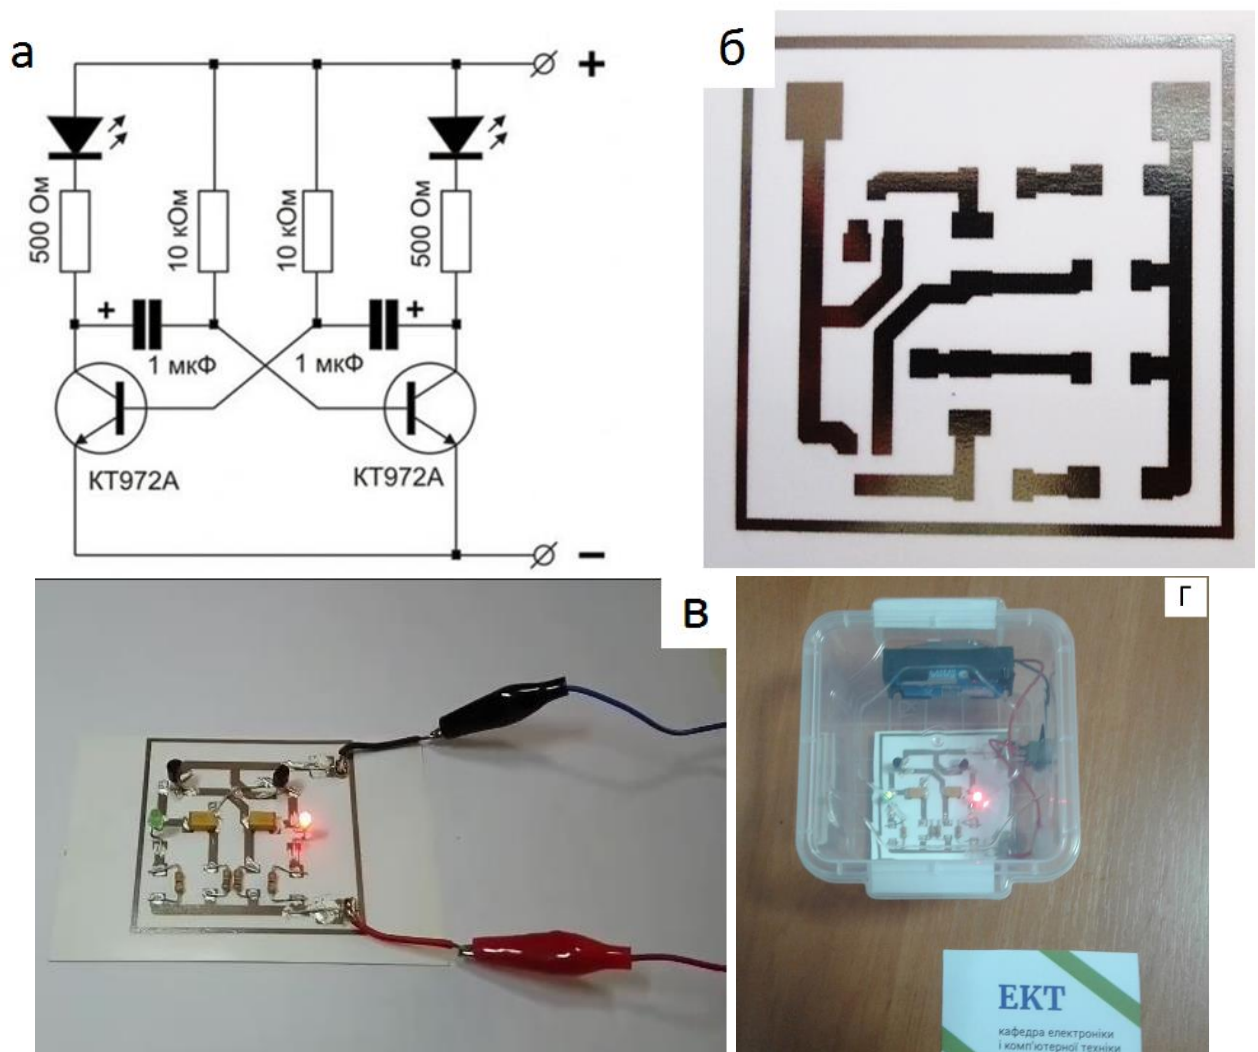 а
+
500 Ом
10 кОм
10 кОм
500 Ом
+
+
1 мкФ
1 мкФ
КТ972А
КТ972А
−
б
в
г
ЕКТ
кафедра електроніки
і комп'ютерної техніки